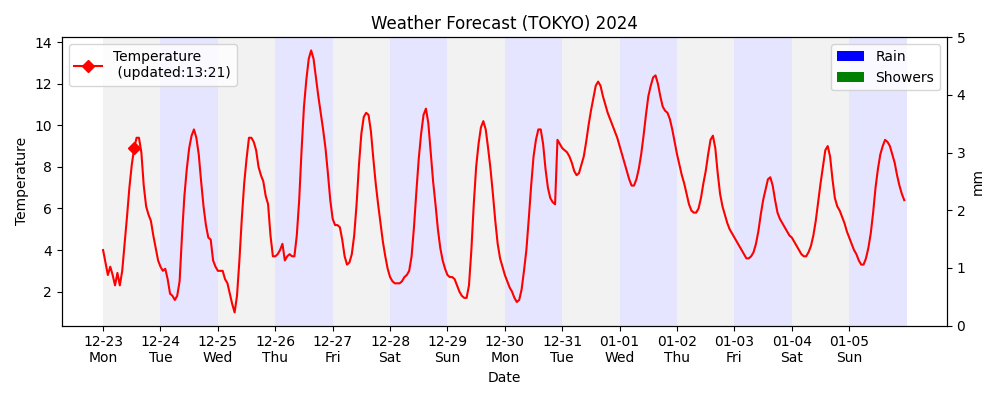 Weather Forecast (TOKYO) 2024
Temperature
(updated:13:21)
Rain
Showers
Temperature
14
12
10
8
6
4
2
5
4
3
2
1
0
mm
12-23 12-24 12-25 12-26 12-27 12-28 12-29 12-30 12-31 01-01 01-02 01-03 01-04 01-05
Mon Tue Wed Thu Fri Sat Sun Mon Tue Wed Thu Fri Sat Sun
Date